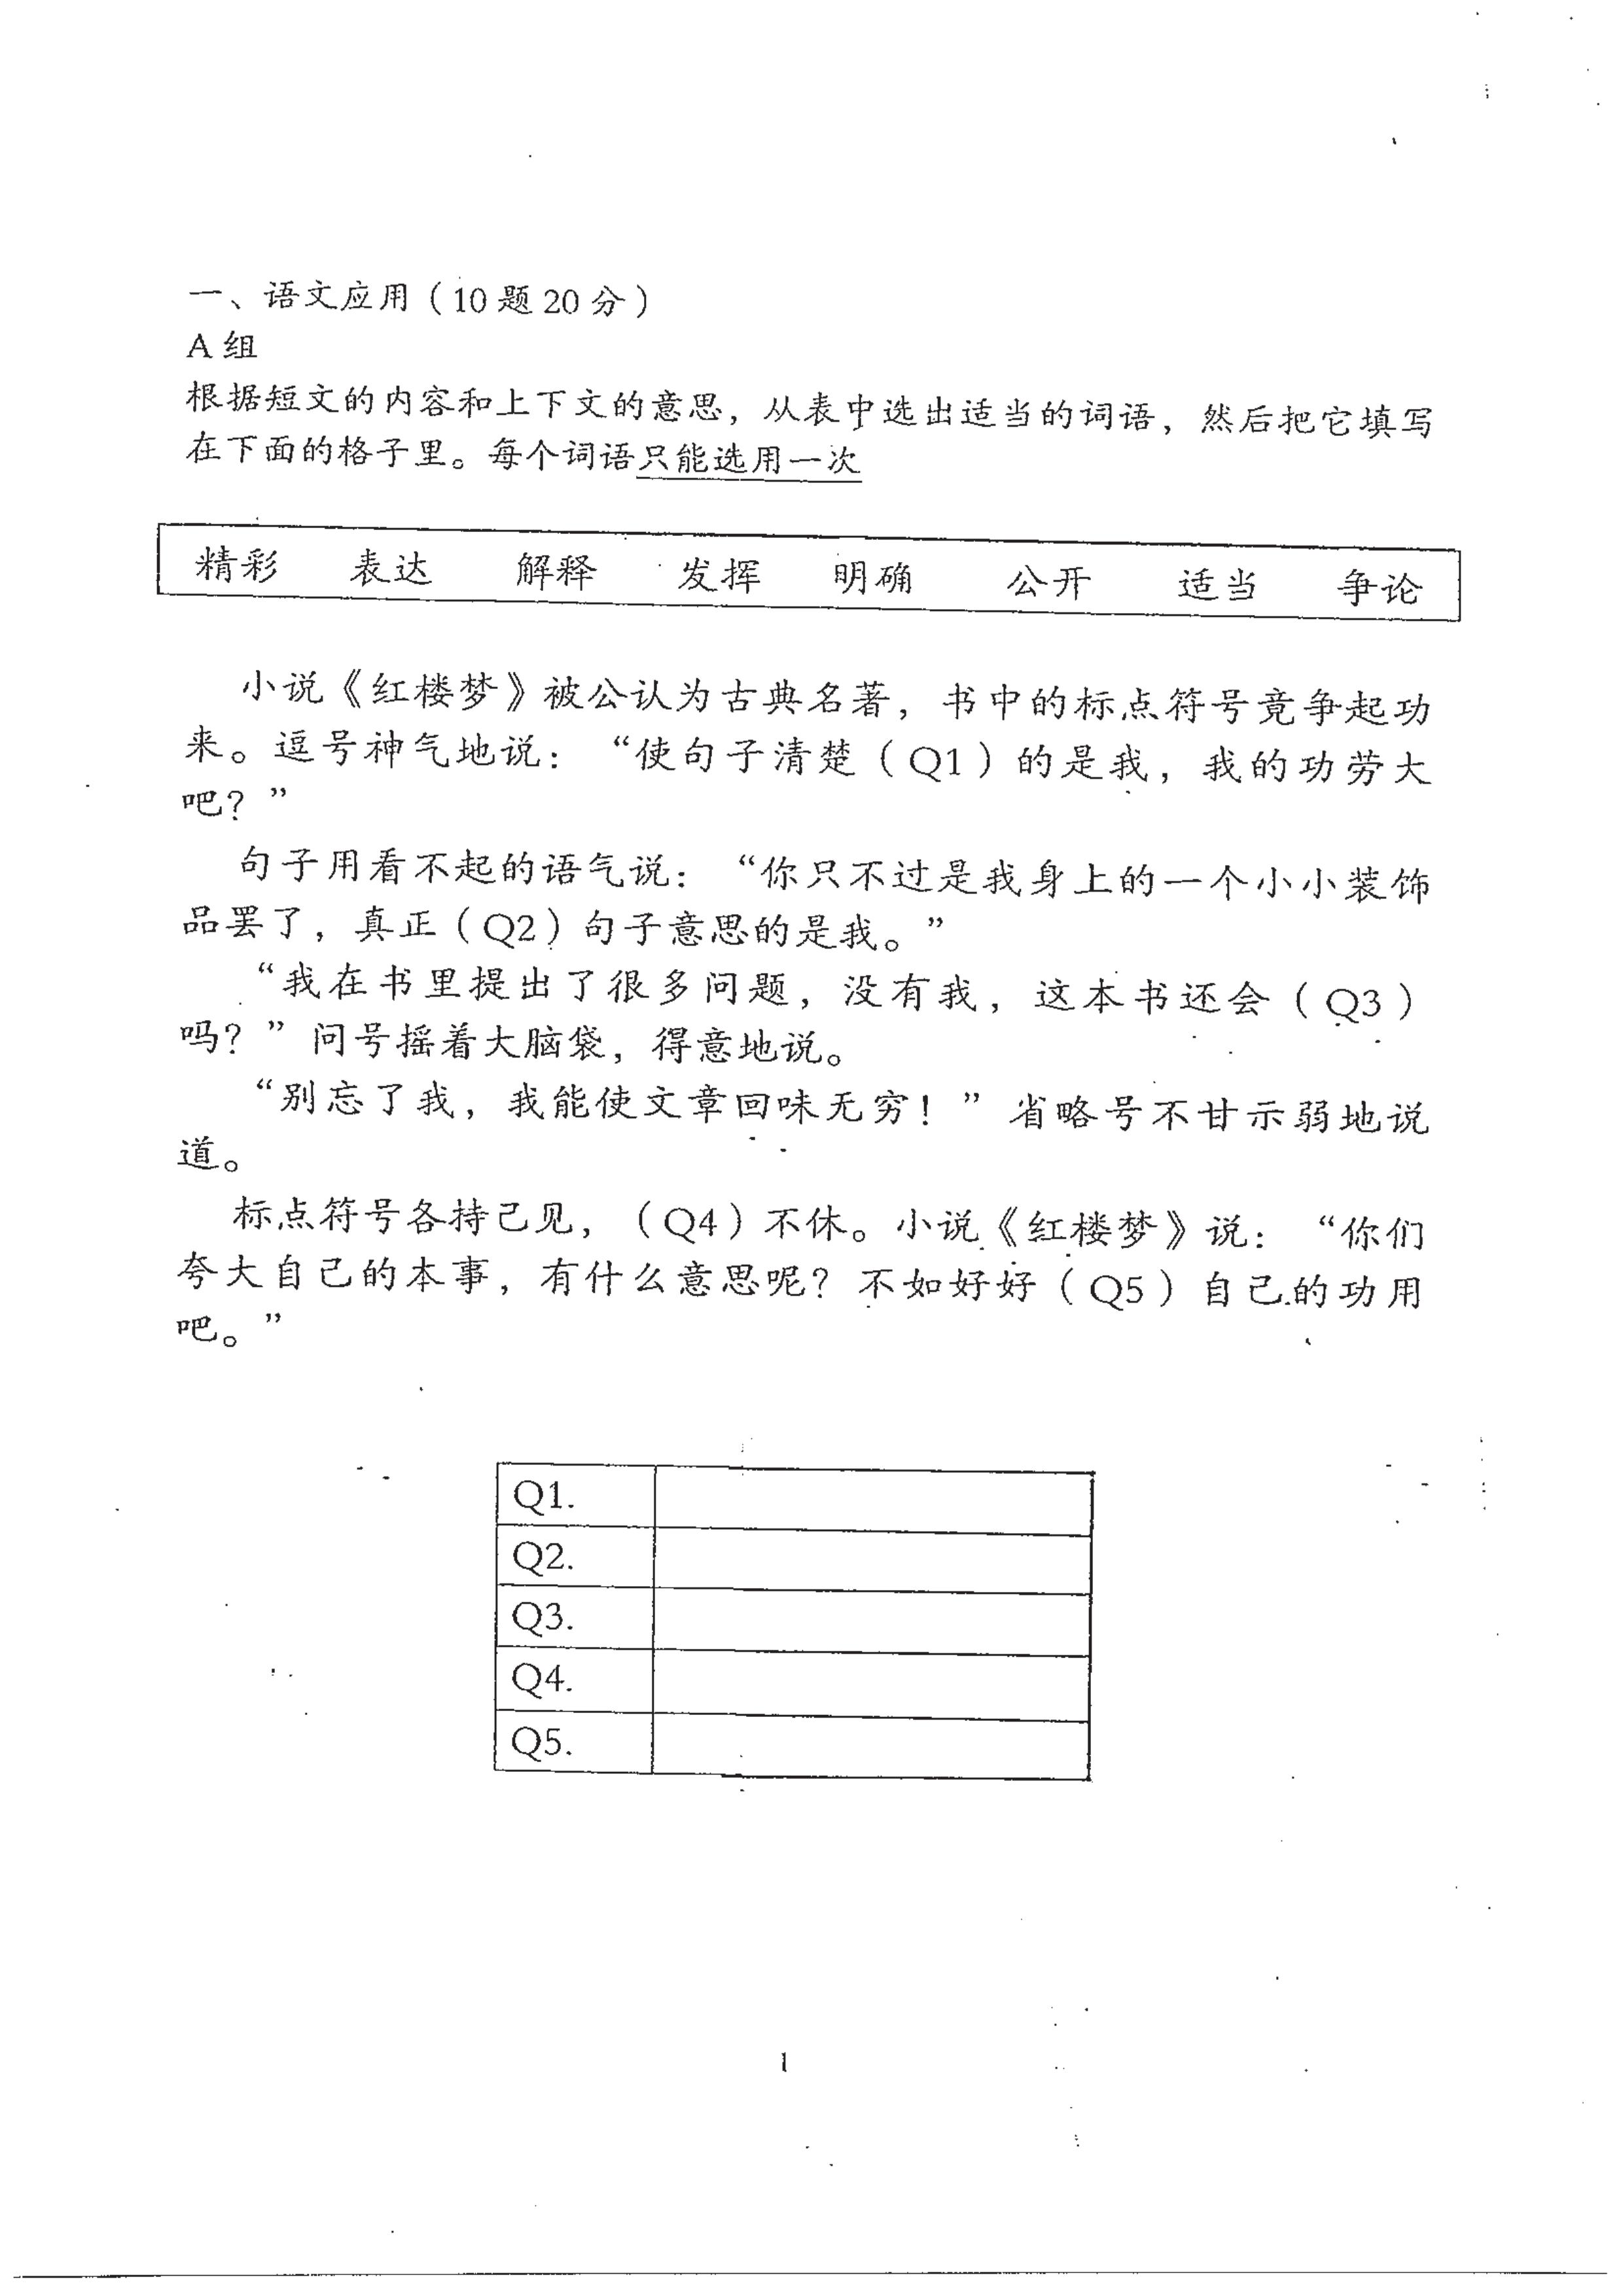 一、语文应用（10题20分）
A组
根据短文的内容和上下文的意思，从表中选出适当的词语，然后把它填写
在下面的格子里。每个词语只能选用一次
精彩 表达 解释 发挥 明确 公开 适当 争论
小说《红楼梦》被公认为古典名著，书中的标点符号竞争起功
来。逗号神气地说：“使句子清楚（Q1）的是我，我的功劳大
吧？”
句子用看不起的语气说：“你只不过是我身上的一个小小装饰
品罢了，真正（Q2）句子意思的是我。”
“我在书里提出了很多问题，没有我，这本书还会（Q3）
吗？”问号摇着大脑袋，得意地说。
“别忘了我，我能使文章回味无穷！”省略号不甘示弱地说
道。
标点符号各持己见，（Q4）不休。小说《红楼梦》说：“你们
夸大自己的本事，有什么意思呢？不如好好（Q5）自己的功用
吧。”
Q1.
Q2.
Q3.
Q4.
Q5.
1